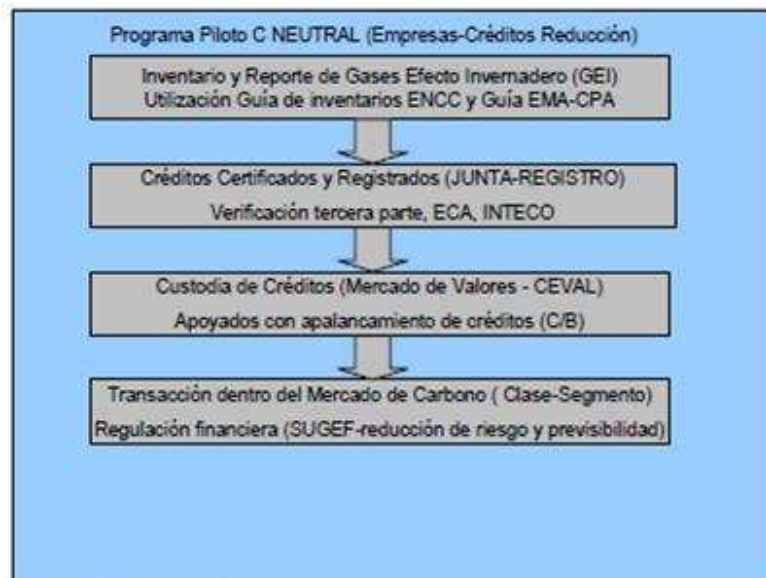 Programa Piloto C NEUTRAL (Empresas-Créditos Reducción)
Inventario y Reporte de Gases Efecto Invernadero (GEI)
Utilización Guía de inventarios ENCC y Guía EMA-CPA
Créditos Certificados y Registrados (JUNTA-REGISTRO)
Verificación tercera parte, ECA, INTECO
Custodia de Créditos (Mercado de Valores - CEVAL)
Apoyados con apalancamiento de créditos (C/B)
Transacción dentro del Mercado de Carbono ( Clase-Segmento)
Regulación financiera (SUGEF-reducción de riesgo y previsibilidad)